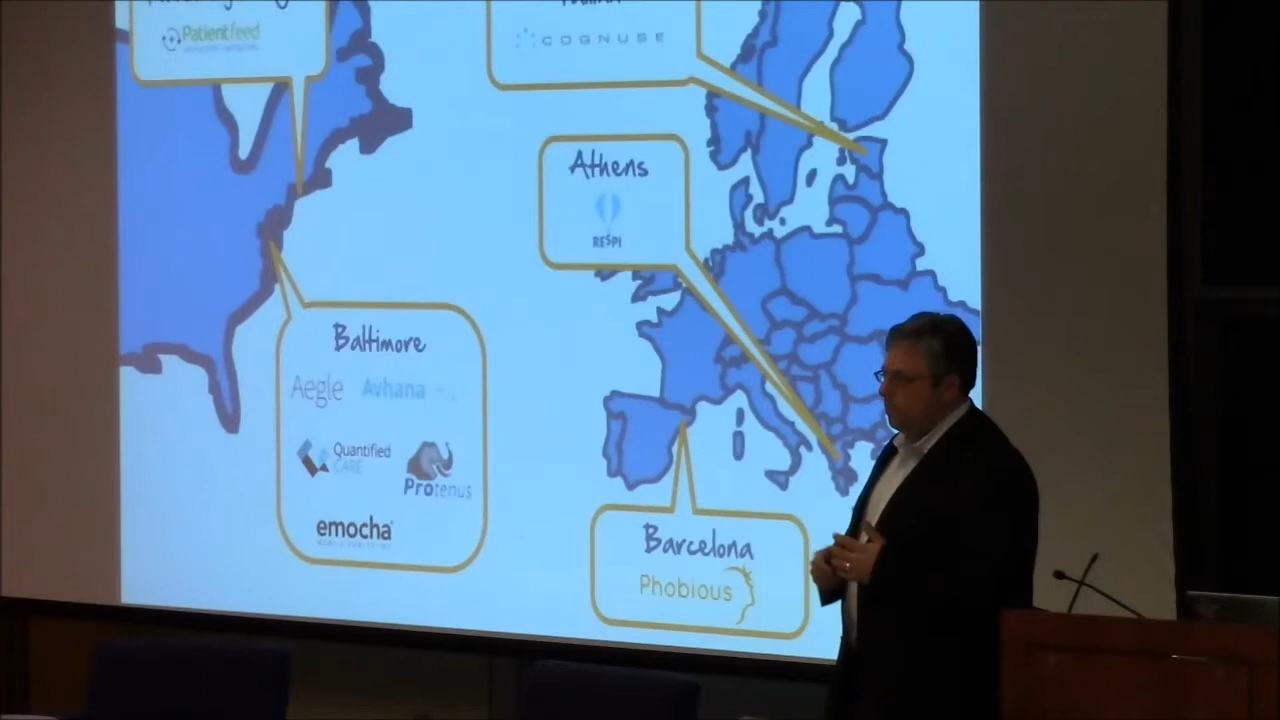 Patientfeed
COGNUSE
Athens
RESPI
Baltimore
Aegle
Avhana
Quantified
CARE
Protenus
emocha
Barcelona
Phobious